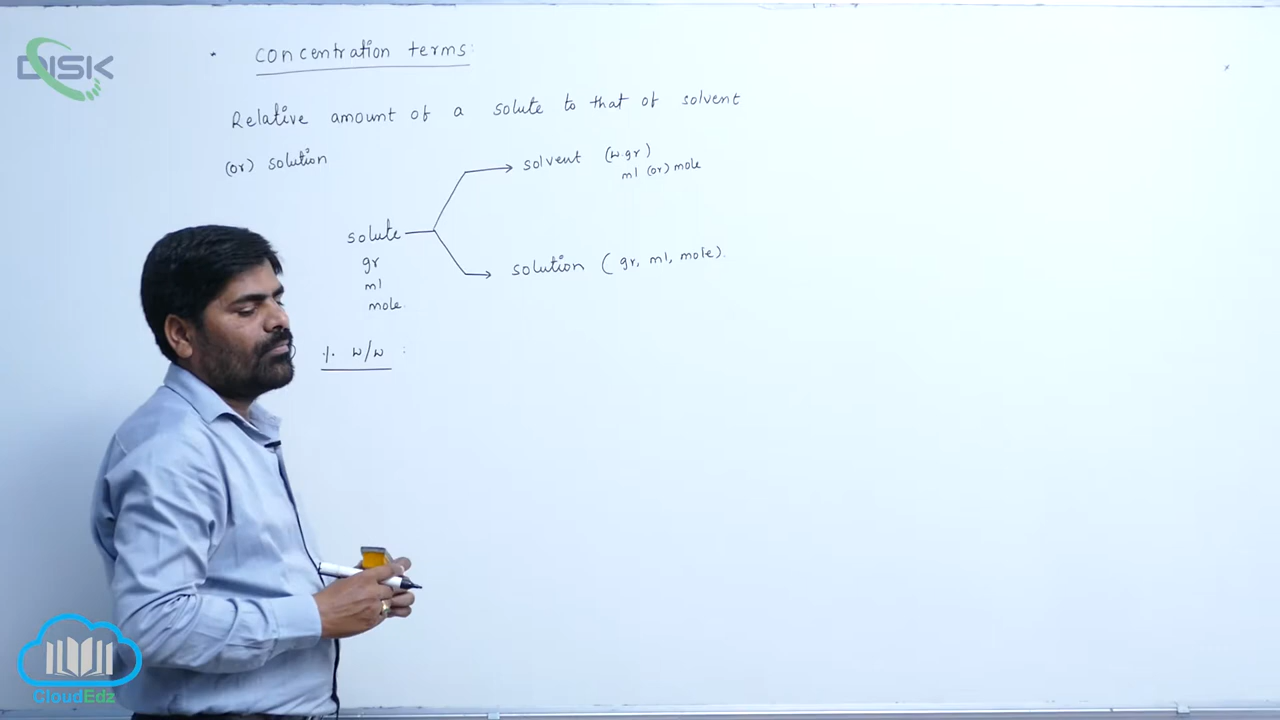 DISK
* concentration terms:
Relative amount of a solute to that of solvent
(or) solution
solvent (w.gr)
ml (or) mole
solute
gr
ml
mole.
solution ( gr, ml, mole).
% w/w :
CloudEdz